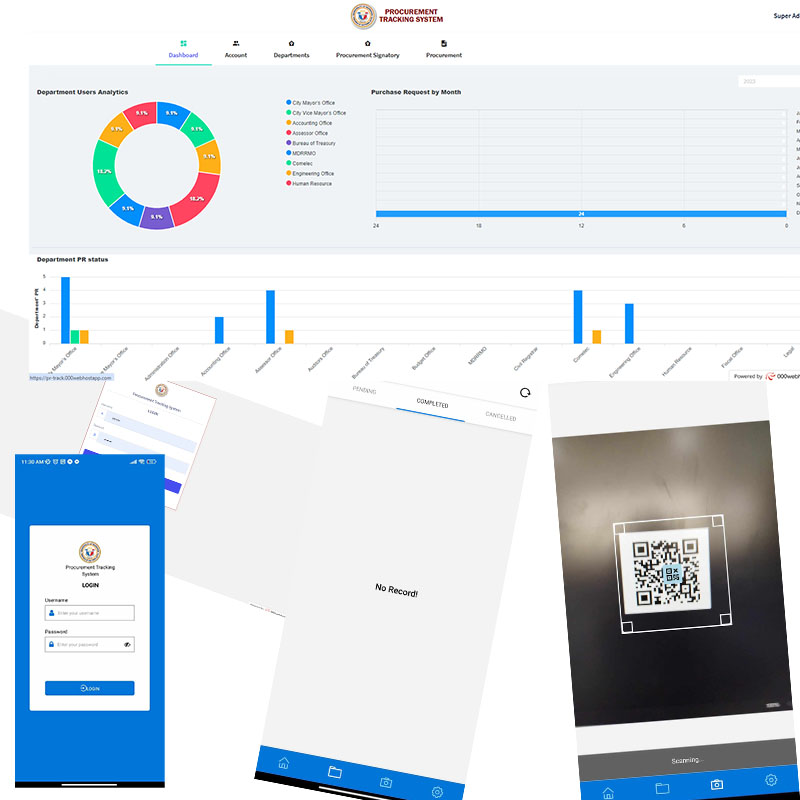 PROCUREMENT
TRACKING SYSTEM
Super Ad
Dashboard
Account
Departments
Procurement Signatory
Procurement
2022
Department Users Analytics
9.1%
9.1%
9.1%
18.2%
9.1%
9.1%
18.2%
9.1%
9.1%
City Mayor's Office
City Vice Mayor's Office
Accounting Office
Assessor Office
Bureau of Treasury
MDRRMO
Comelec
Engineering Office
Human Resource
Purchase Request by Month
24
24
18
12
6
0
Department PR status
Department' PR
5
4
3
2
1
0
Mayor's Office
Mayor's Office
Administration Office
Accounting Office
Assessor Office
Auditors Office
Bureau of Treasury
Budget Office
MDRRMO
Civil Registrar
Comelec
Engineering Office
Human Resource
Fiscal Office
Legal
https://pr-track.000webhostapp.com
Powered by 000webh
Procurement Tracking System
LOGIN
11:30 AM
Procurement Tracking
System
LOGIN
Username
Enter your username
Password
Enter your password
LOGIN
PENDING
COMPLETED
CANCELLED
No Record!
Scanning...